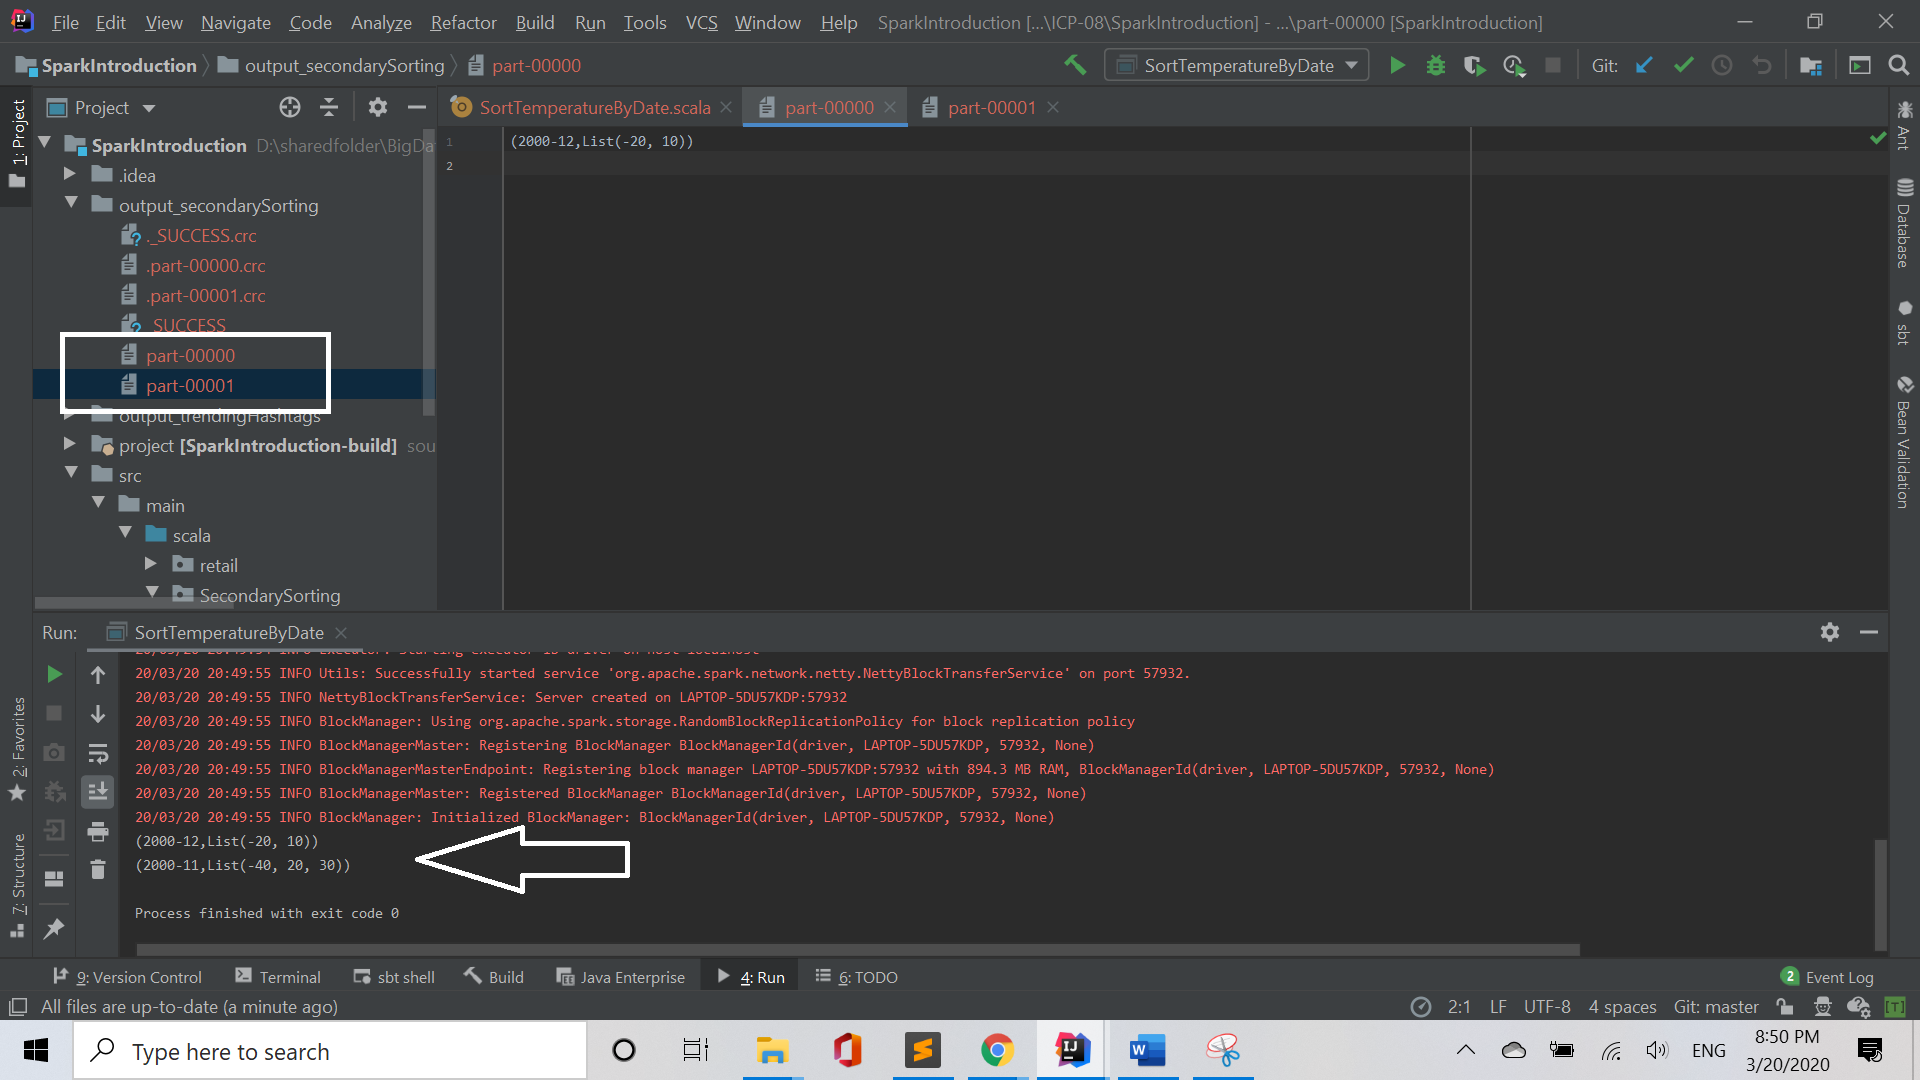 File Edit View Navigate Code Analyze Refactor Build Run Tools VCS Window Help SparkIntroduction [...\ICP-08\SparkIntroduction] - ...\part-00000 [SparkIntroduction]
SparkIntroduction output_secondarySorting part-00000
SortTemperatureByDate
Git:
1: Project
Project
SortTemperatureByDate.scala part-00000 part-00001
SparkIntroduction D:\sharedfolder\BigDa
.idea
output_secondarySorting
._SUCCESS.crc
.part-00000.crc
.part-00001.crc
_SUCCESS
part-00000
part-00001
output_trendingHashtags
project [SparkIntroduction-build] sou
src
main
scala
retail
SecondarySorting
1 (2000-12,List(-20, 10))
2
Ant
Database
sbt
Bean Validation
Run: SortTemperatureByDate
20/03/20 20:49:55 INFO Utils: Successfully started service 'org.apache.spark.network.netty.NettyBlockTransferService' on port 57932.
20/03/20 20:49:55 INFO NettyBlockTransferService: Server created on LAPTOP-5DU57KDP:57932
20/03/20 20:49:55 INFO BlockManager: Using org.apache.spark.storage.RandomBlockReplicationPolicy for block replication policy
20/03/20 20:49:55 INFO BlockManagerMaster: Registering BlockManager BlockManagerId(driver, LAPTOP-5DU57KDP, 57932, None)
20/03/20 20:49:55 INFO BlockManagerMasterEndpoint: Registering block manager LAPTOP-5DU57KDP:57932 with 894.3 MB RAM, BlockManagerId(driver, LAPTOP-5DU57KDP, 57932, None)
20/03/20 20:49:55 INFO BlockManagerMaster: Registered BlockManager BlockManagerId(driver, LAPTOP-5DU57KDP, 57932, None)
20/03/20 20:49:55 INFO BlockManager: Initialized BlockManager: BlockManagerId(driver, LAPTOP-5DU57KDP, 57932, None)
(2000-12,List(-20, 10))
(2000-11,List(-40, 20, 30))
Process finished with exit code 0
2: Favorites
7: Structure
9: Version Control Terminal sbt shell Build Java Enterprise 4: Run 6: TODO
2 Event Log
All files are up-to-date (a minute ago)
2:1 LF UTF-8 4 spaces Git: master [T]
Type here to search
ENG
8:50 PM
3/20/2020